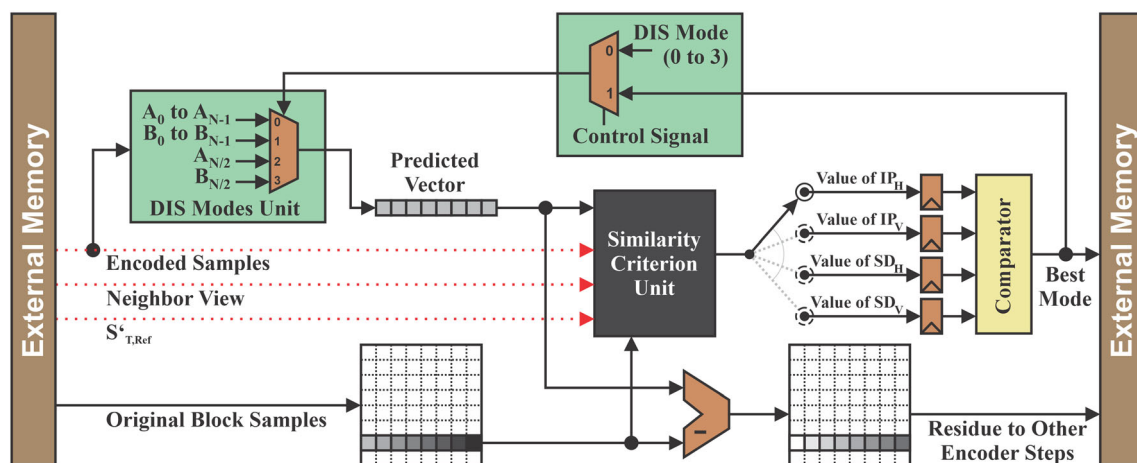 External Memory
DIS Mode
(0 to 3)
0
1
Control Signal
A0 to AN-1
B0 to BN-1
AN/2
BN/2
0
1
2
3
DIS Modes Unit
Predicted
Vector
Encoded Samples
Neighbor View
S‘T,Ref
Original Block Samples
Similarity
Criterion
Unit
–
Value of IPH
Value of IPV
Value of SDH
Value of SDV
Comparator
Best
Mode
Residue to Other
Encoder Steps
External Memory